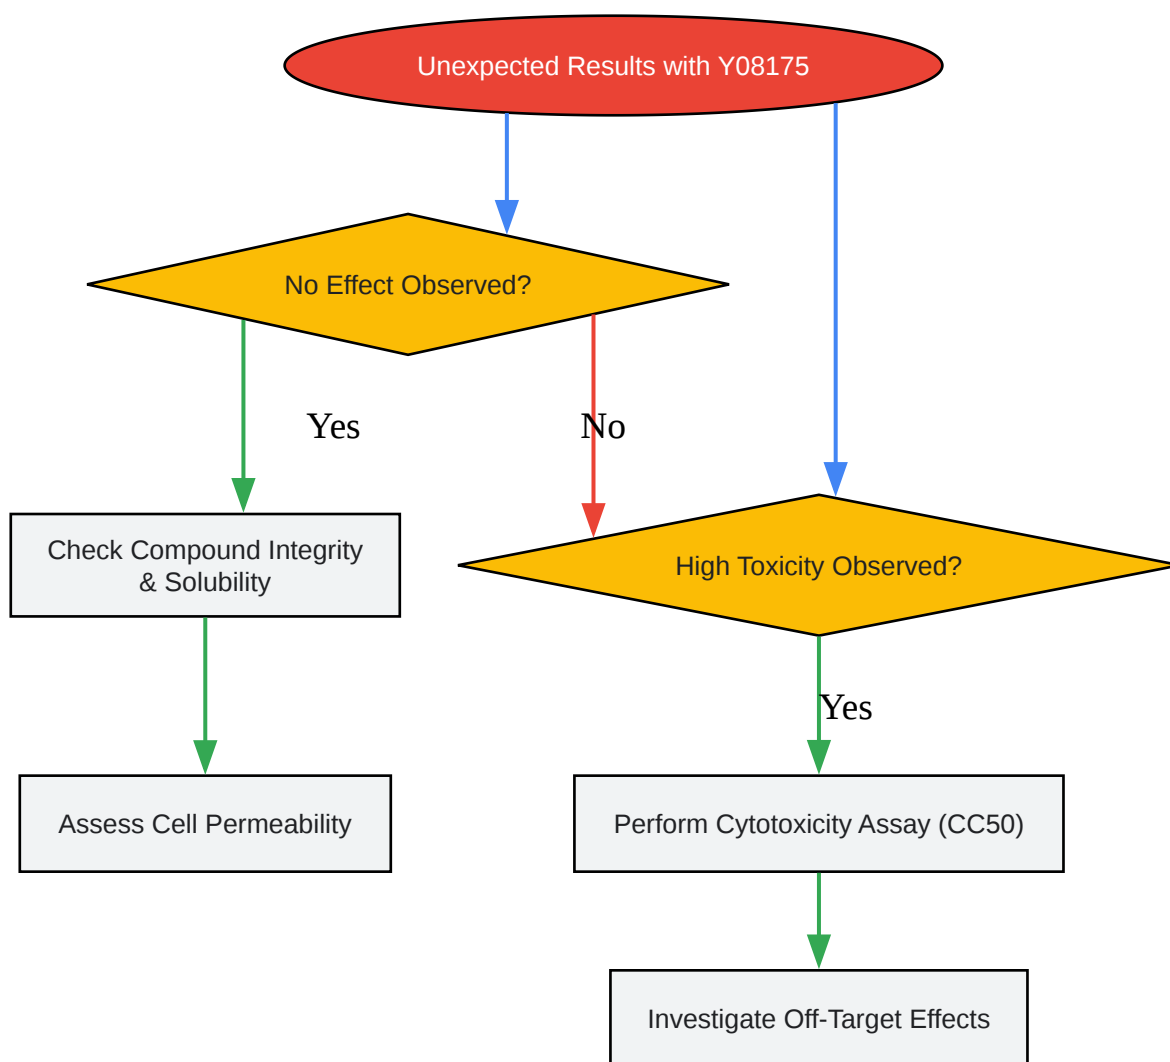 Unexpected Results with Y08175
No Effect Observed?
Yes
No
Check Compound Integrity
& Solubility
High Toxicity Observed?
Yes
Assess Cell Permeability
Perform Cytotoxicity Assay (CC50)
Investigate Off-Target Effects